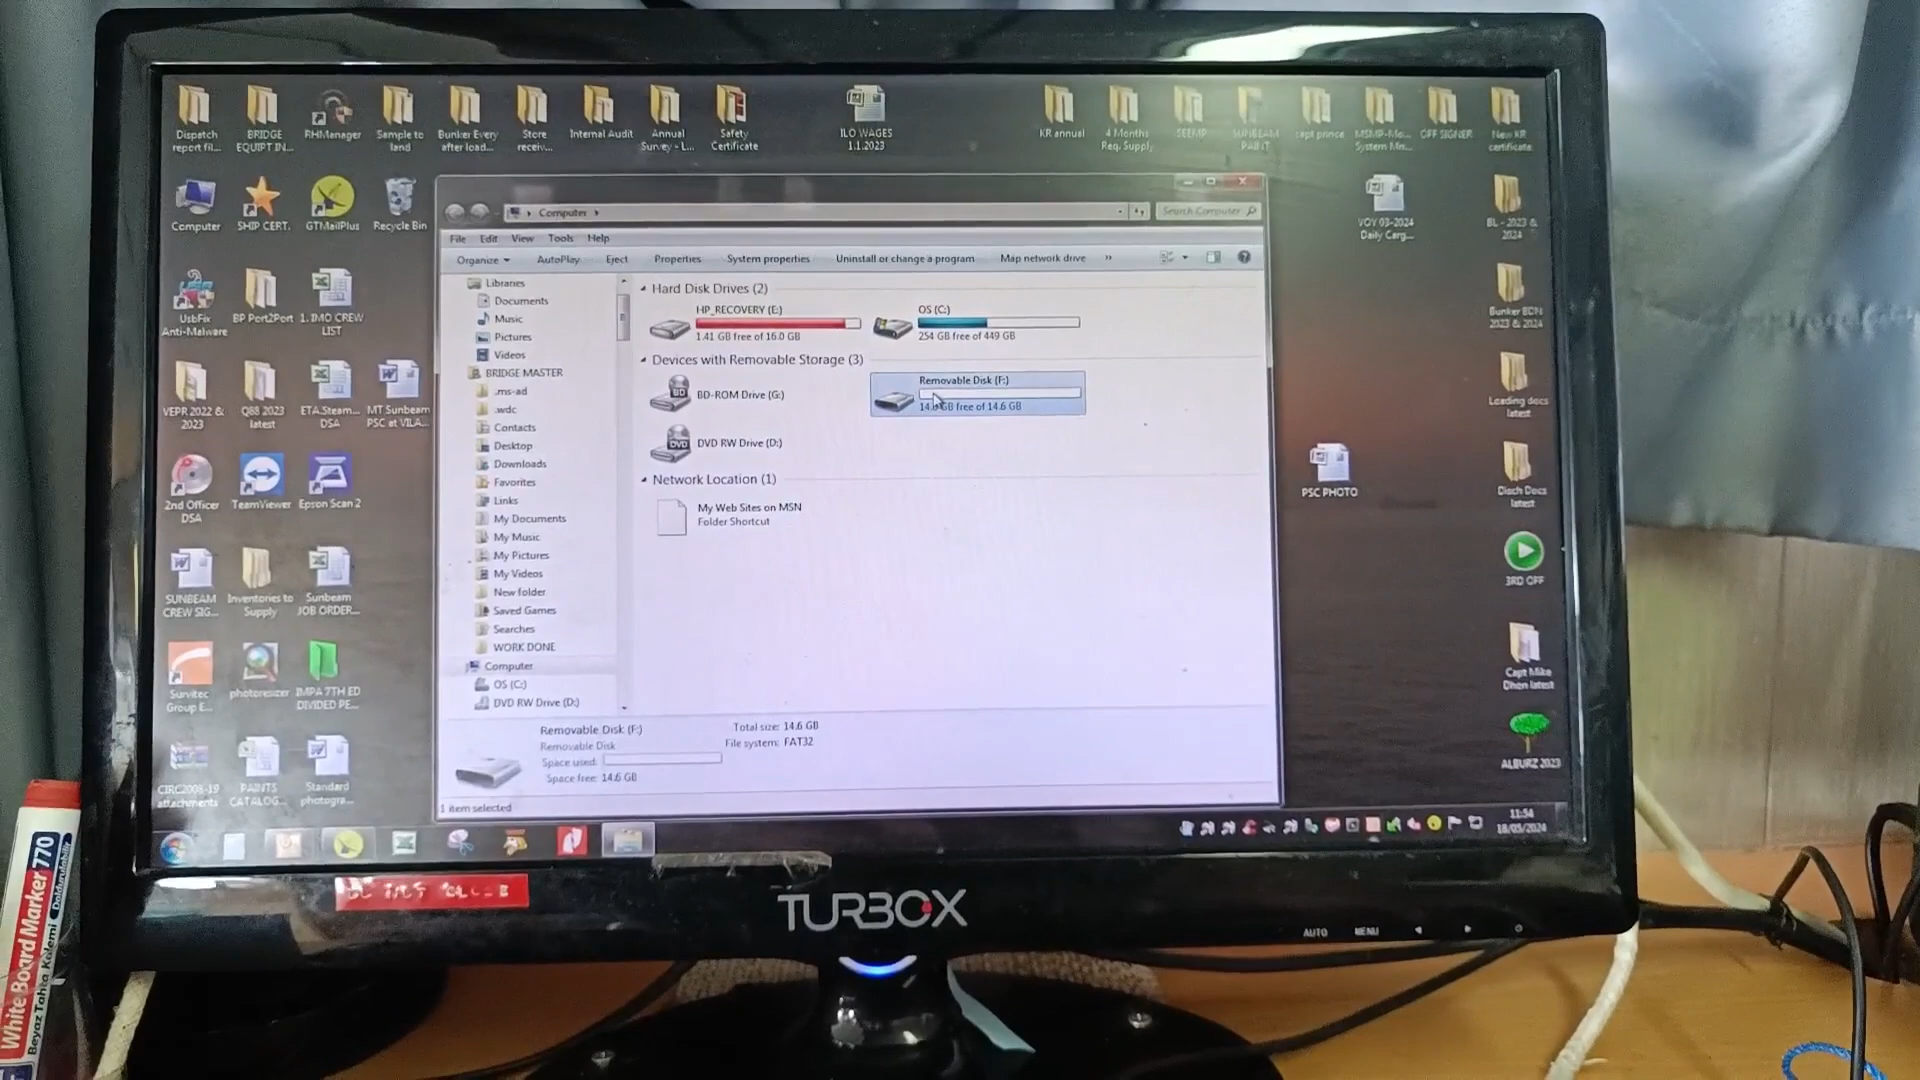 Dispatch report fil...
BRIDGE EQUIPT IN...
RHManager
Sample to land
Bunker Every after load...
Store receiv...
Internal Audit
Annual Survey - L...
Safety Certificate
ILO WAGES 1.1.2023
KR annual
4 Months Req. Supply
SEEMP
SUNBEAM PAINT
capt prince
MSMP-Mo... System Mn...
OFF SIGNER
New KR certificate
Computer
SHIP CERT.
GTMailPlus
Recycle Bin
VOY 03-2024 Daily Carg...
BL - 2023 & 2024
UsbFix Anti-Malware
BP Port2Port
1. IMO CREW LIST
Bunker BDN 2023 & 2024
VEPR 2022 & 2023
Q88 2023 latest
ETA.Steam... DSA
MT Sunbeam PSC at VILA...
Loading docs latest
2nd Officer DSA
TeamViewer
Epson Scan 2
PSC PHOTO
Disch Docs latest
SUNBEAM CREW SIG...
Inventories to Supply
Sunbeam JOB ORDER...
3RD OFF
Survitec Group E...
photoresizer
IMPA 7TH ED DIVIDED PE...
Capt Mike Dhon latest
CIRC2008-19 attachments
PAINTS CATALOG...
Standard photogra...
ALBURZ 2023
Computer
Search Computer
File Edit View Tools Help
Organize AutoPlay Eject Properties System properties Uninstall or change a program Map network drive »
Libraries
Documents
Music
Pictures
Videos
BRIDGE MASTER
.ms-ad
.wdc
Contacts
Desktop
Downloads
Favorites
Links
My Documents
My Music
My Pictures
My Videos
New folder
Saved Games
Searches
WORK DONE
Computer
OS (C:)
DVD RW Drive (D:)
Hard Disk Drives (2)
HP_RECOVERY (E:)
1.41 GB free of 16.0 GB
OS (C:)
254 GB free of 449 GB
Devices with Removable Storage (3)
BD
BD-ROM Drive (G:)
Removable Disk (F:)
14.6 GB free of 14.6 GB
DVD
DVD RW Drive (D:)
Network Location (1)
My Web Sites on MSN
Folder Shortcut
Removable Disk (F:)
Removable Disk
Space used:
Space free: 14.6 GB
Total size: 14.6 GB
File system: FAT32
1 item selected
11:54
18/05/2024
TURBOX
AUTO MENU
White Board Marker 770
Beyaz Tahta Kalemi
Doldurulabilir